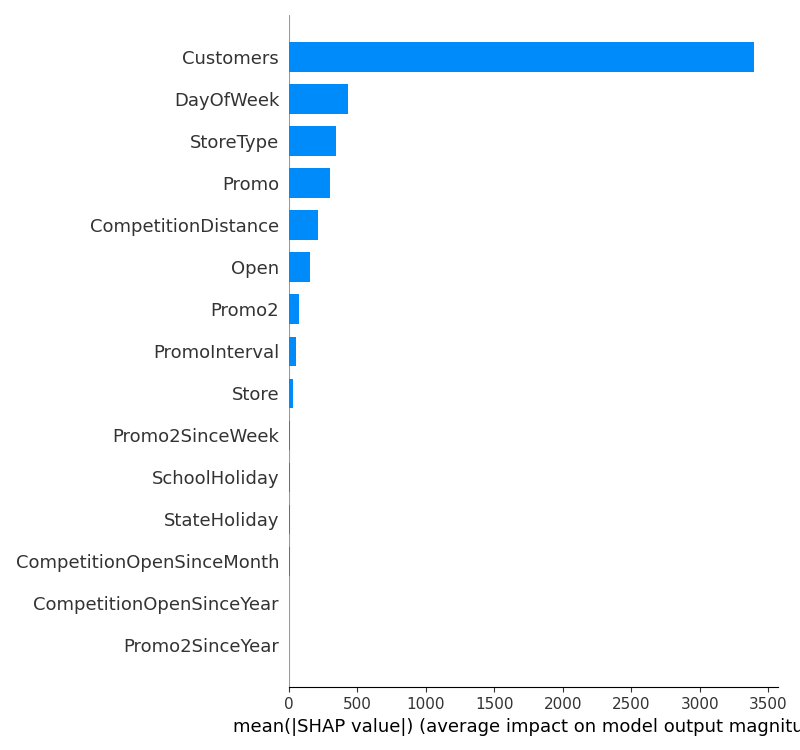 Customers
DayOfWeek
StoreType
Promo
CompetitionDistance
Open
Promo2
PromoInterval
Store
Promo2SinceWeek
SchoolHoliday
StateHoliday
CompetitionOpenSinceMonth
CompetitionOpenSinceYear
Promo2SinceYear
0 500 1000 1500 2000 2500 3000 3500
mean(|SHAP value|) (average impact on model output magnitu